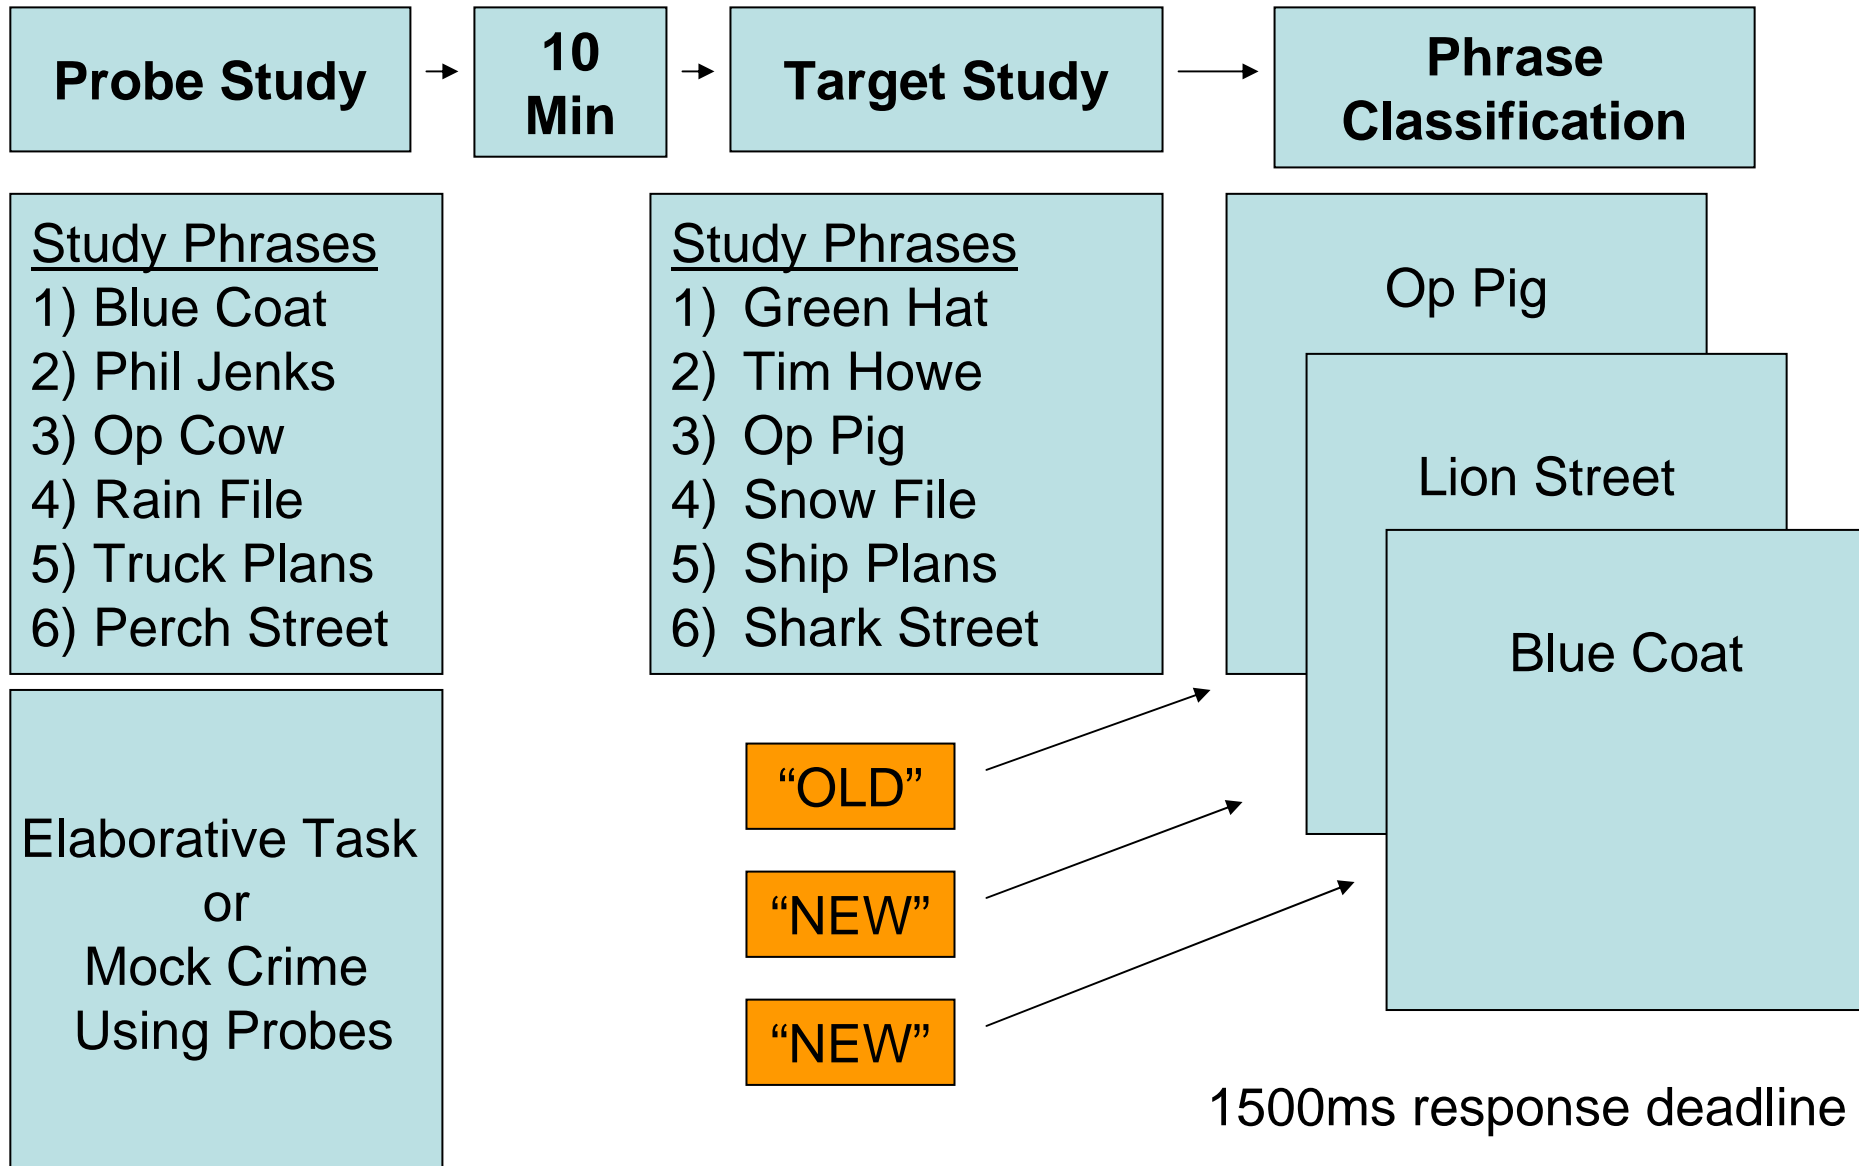 Probe Study
10
Min
Target Study
Phrase
Classification
Study Phrases
1) Blue Coat
2) Phil Jenks
3) Op Cow
4) Rain File
5) Truck Plans
6) Perch Street
Elaborative Task
or
Mock Crime
Using Probes
Study Phrases
1) Green Hat
2) Tim Howe
3) Op Pig
4) Snow File
5) Ship Plans
6) Shark Street
“OLD”
“NEW”
“NEW”
Op Pig
Lion Street
Blue Coat
1500ms response deadline